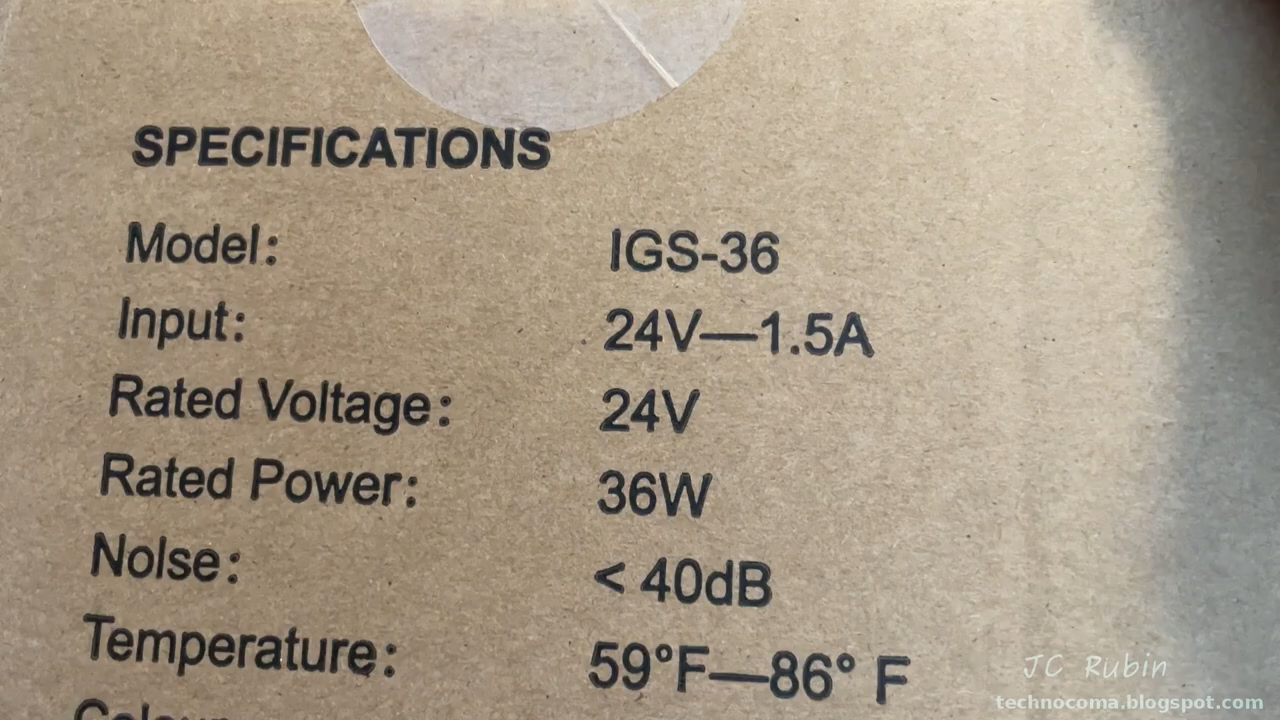 SPECIFICATIONS
Model: IGS-36
Input: 24V—1.5A
Rated Voltage: 24V
Rated Power: 36W
Nolse: < 40dB
Temperature: 59°F—86° F
JC Rubin
technocoma.blogspot.com